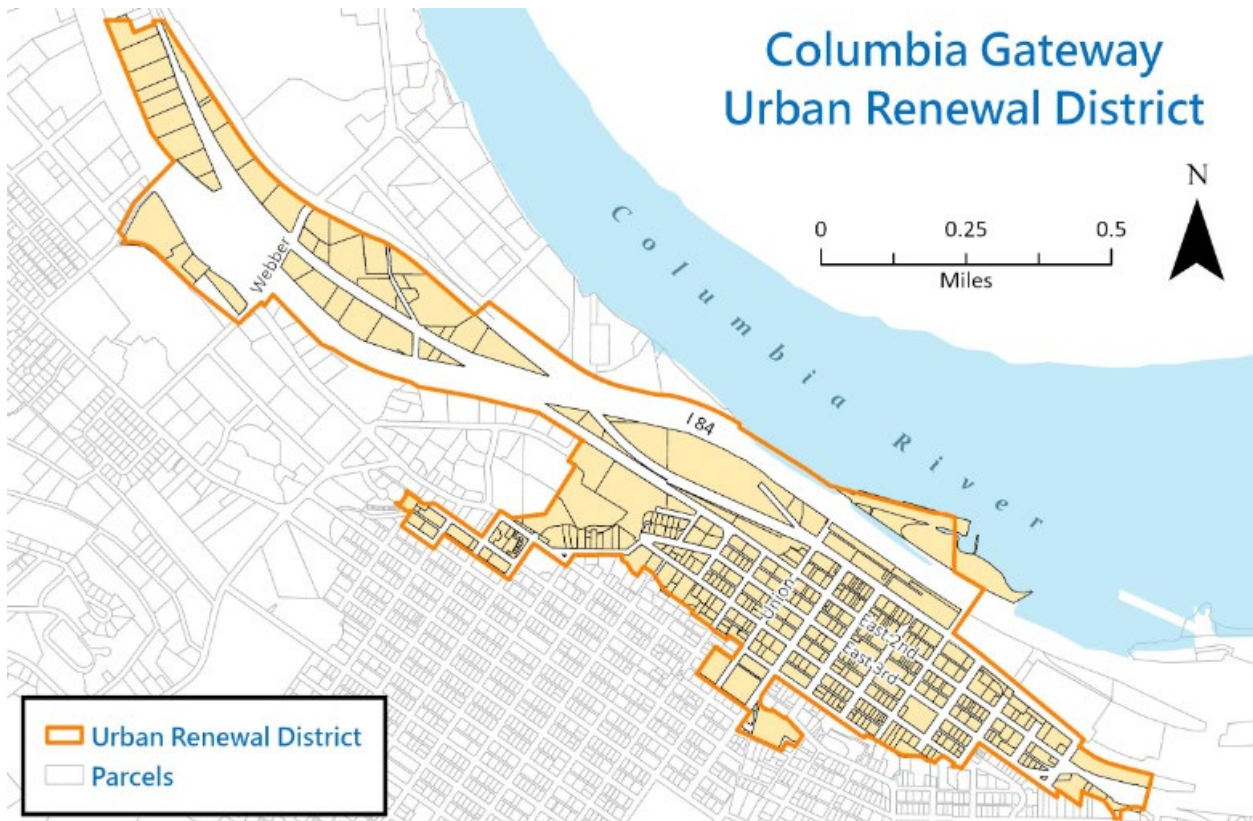 Columbia Gateway
Urban Renewal District
N
0 0.25 0.5
Miles
Columbia River
Webber
I 84
Union
East 2nd
East 3rd
Urban Renewal District
Parcels